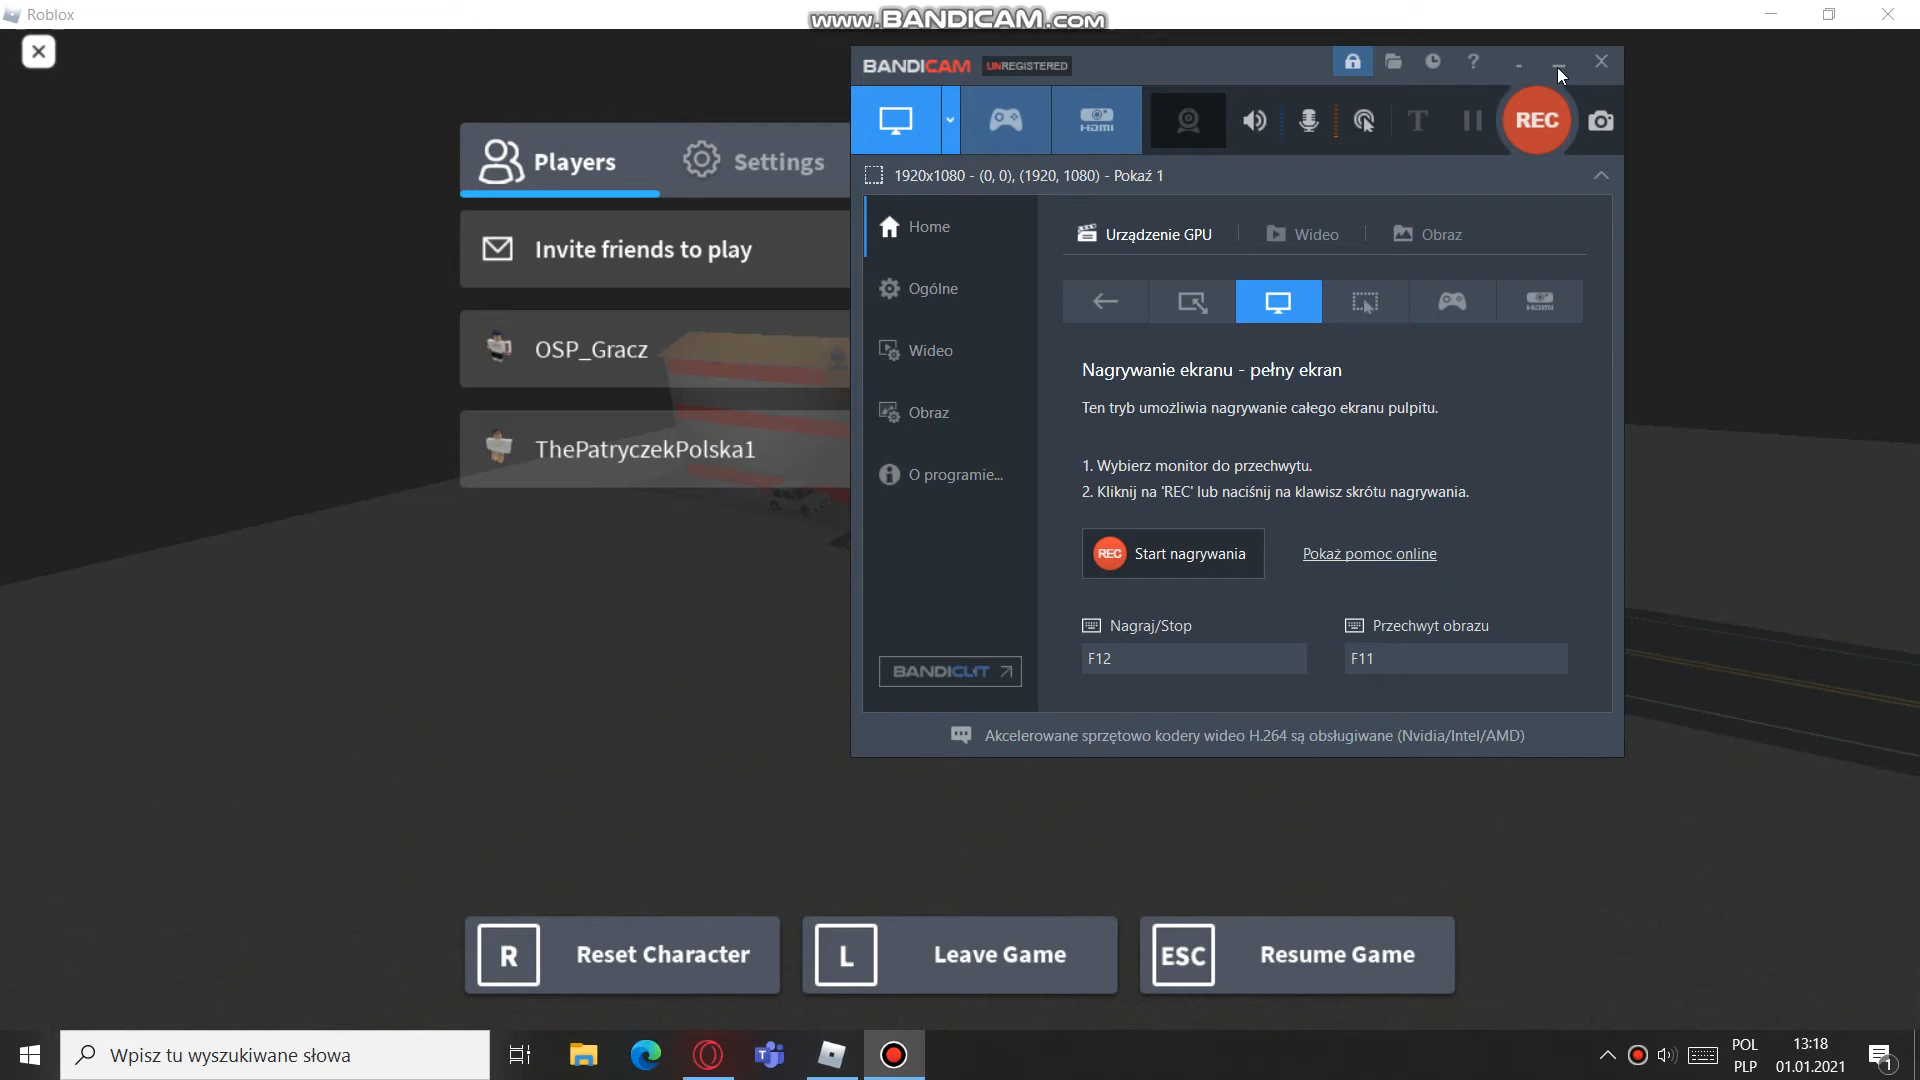 Roblox
www.BANDICAM.com
BANDICAM UNREGISTERED
?
HDMI
T
REC
1920x1080 - (0, 0), (1920, 1080) - Pokaż 1
Players
Settings
Invite friends to play
OSP_Gracz
ThePatryczekPolska1
Home
Ogólne
Wideo
Obraz
O programie...
BANDICUT
Urządzenie GPU
Wideo
Obraz
HDMI
Nagrywanie ekranu - pełny ekran
Ten tryb umożliwia nagrywanie całego ekranu pulpitu.
1. Wybierz monitor do przechwytu.
2. Kliknij na 'REC' lub naciśnij na klawisz skrótu nagrywania.
REC Start nagrywania
Pokaż pomoc online
Nagraj/Stop
Przechwyt obrazu
F12
F11
Akcelerowane sprzętowo kodery wideo H.264 są obsługiwane (Nvidia/Intel/AMD)
R Reset Character
L Leave Game
ESC Resume Game
Wpisz tu wyszukiwane słowa
POL
PLP
13:18
01.01.2021
1